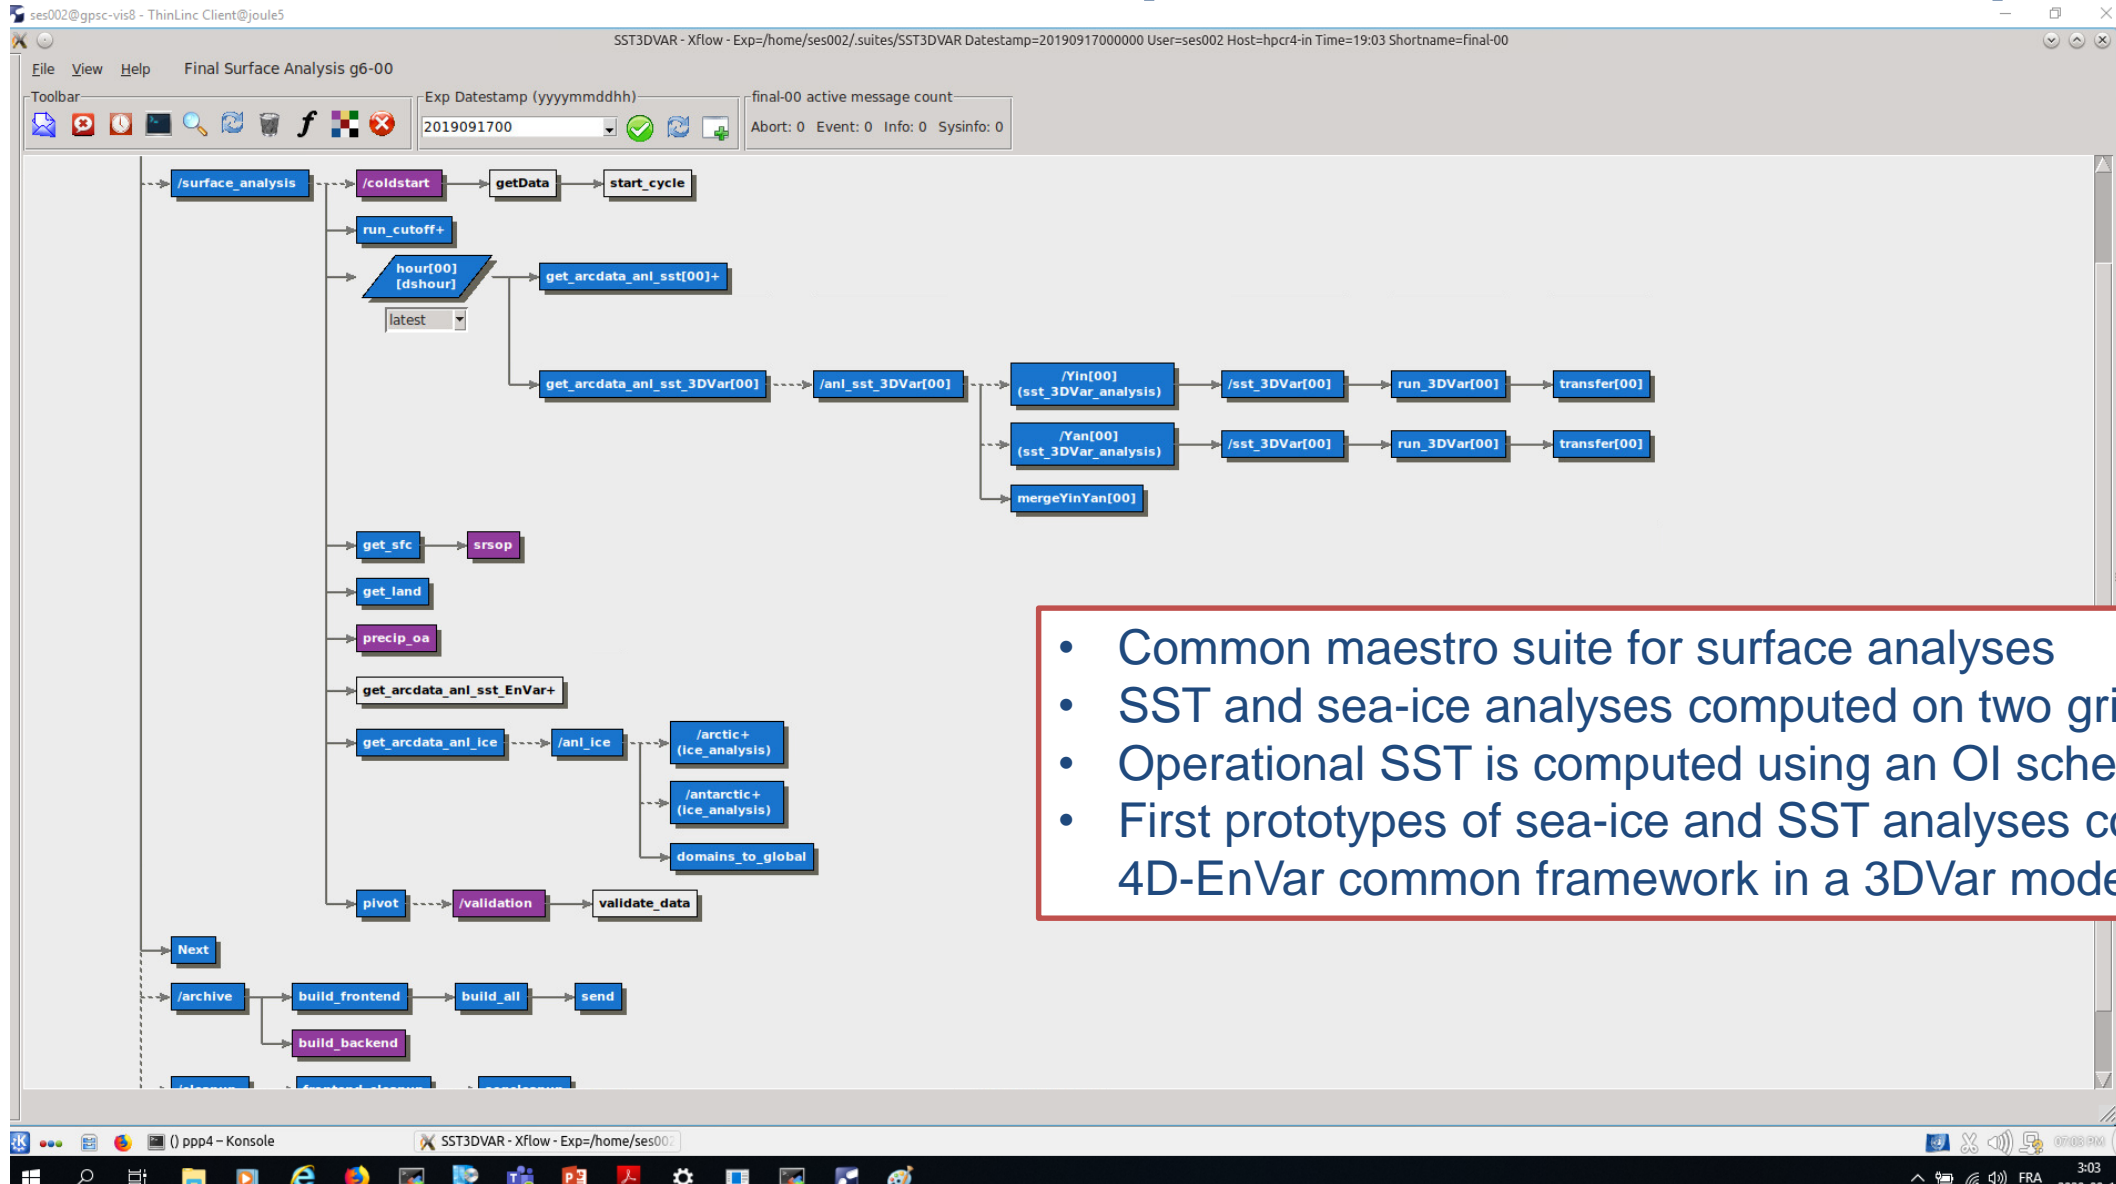 ses002@gpsc-vis8 - ThinLinc Client@joule5
SST3DVAR - Xflow - Exp=/home/ses002/.suites/SST3DVAR Datestamp=20190917000000 User=ses002 Host=hpcr4-in Time=19:03 Shortname=final-00
File View Help Final Surface Analysis g6-00
Toolbar
Exp Datestamp (yyyymmddhh)
final-00 active message count
2019091700
Abort: 0 Event: 0 Info: 0 Sysinfo: 0
/surface_analysis
/coldstart
getData
start_cycle
run_cutoff+
hour[00]
[dshour]
latest
get_arcdata_anl_sst[00]+
get_arcdata_anl_sst_3DVar[00]
/anl_sst_3DVar[00]
/Yin[00]
(sst_3DVar_analysis)
/sst_3DVar[00]
run_3DVar[00]
transfer[00]
/Yan[00]
(sst_3DVar_analysis)
/sst_3DVar[00]
run_3DVar[00]
transfer[00]
mergeYinYan[00]
get_sfc
srsop
get_land
precip_oa
get_arcdata_anl_sst_EnVar+
get_arcdata_anl_ice
/anl_ice
/arctic+
(ice_analysis)
/antarctic+
(ice_analysis)
domains_to_global
pivot
/validation
validate_data
• Common maestro suite for surface analyses
• SST and sea-ice analyses computed on two
• Operational SST is computed using an OI
• First prototypes of sea-ice and SST analyses
4D-EnVar common framework in a 3DVar mode
Next
/archive
build_frontend
build_all
send
build_backend
() ppp4 – Konsole
SST3DVAR - Xflow - Exp=/home/ses002
07:03 PM
FRA
3:03